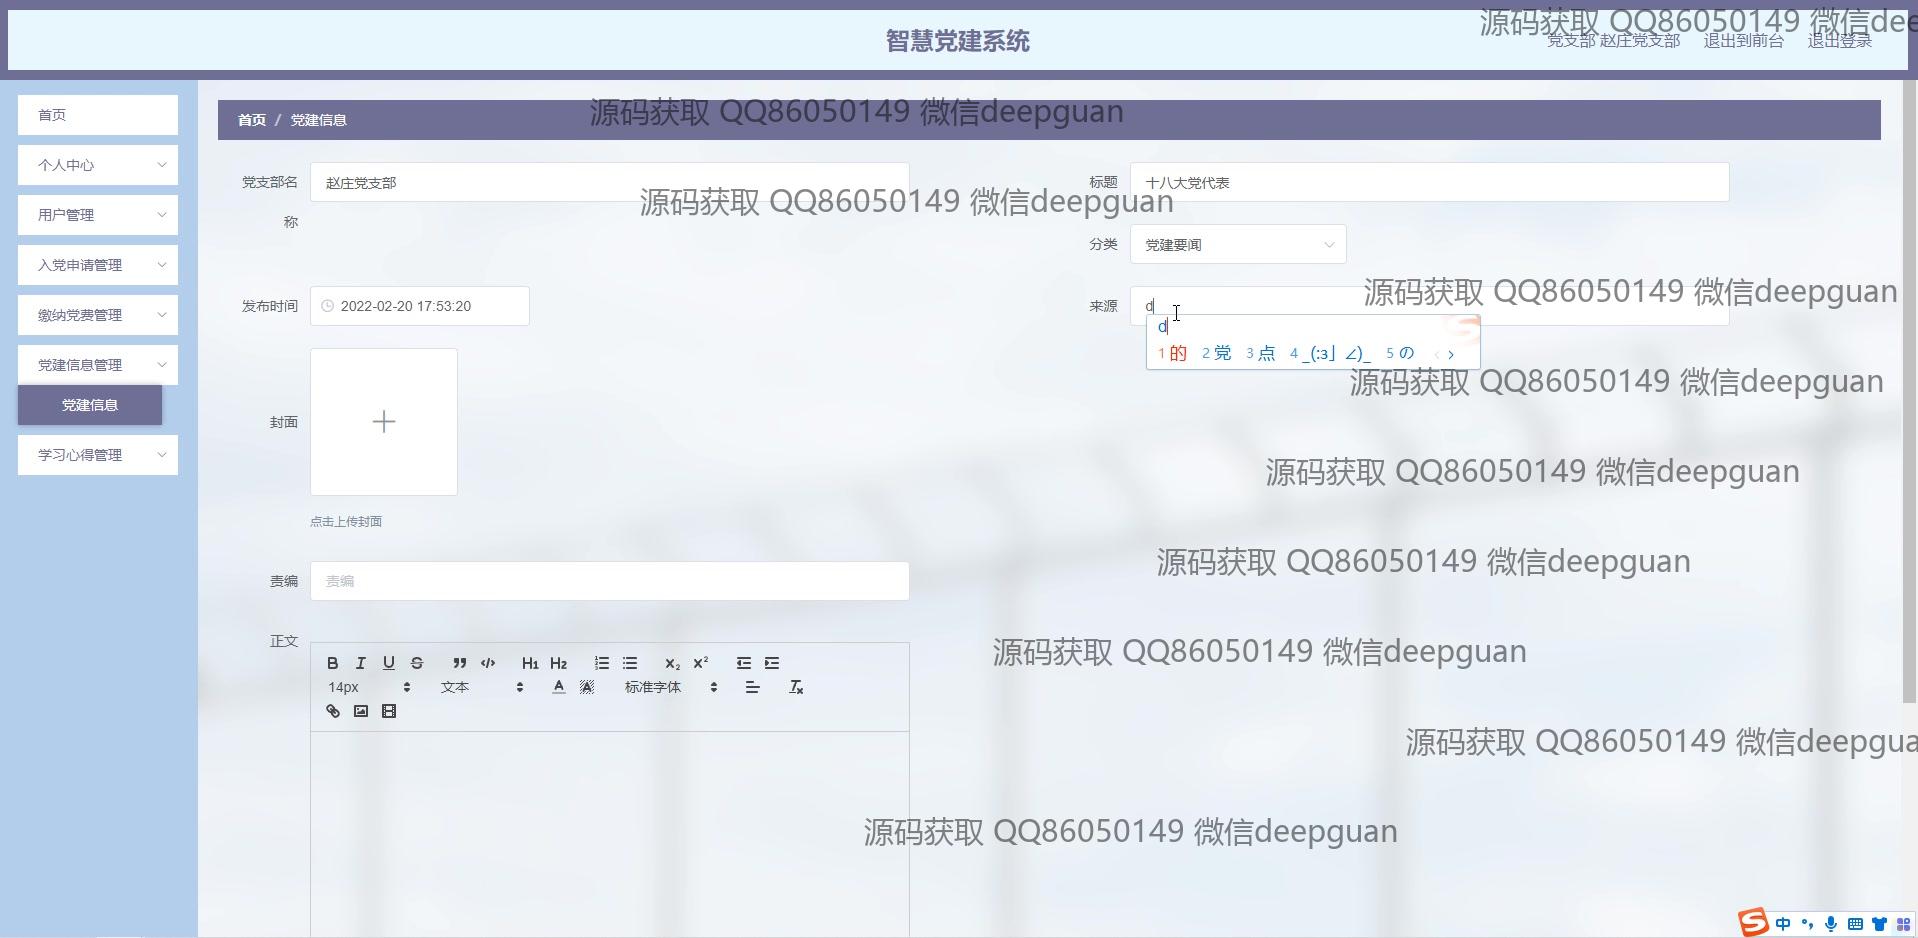 智慧党建系统
党支部 赵庄党支部 退出到前台 退出登录
源码获取 QQ86050149 微信dee
首页
个人中心
用户管理
入党申请管理
缴纳党费管理
党建信息管理
党建信息
学习心得管理
首页 / 党建信息
源码获取 QQ86050149 微信deepguan
党支部名称
赵庄党支部
标题
十八大党代表
源码获取 QQ86050149 微信deepguan
分类
党建要闻
发布时间
2022-02-20 17:53:20
来源
d
源码获取 QQ86050149 微信deepguan
d
1 的 2 党 3 点 4 _(:3」∠)_ 5 の
源码获取 QQ86050149 微信deepguan
封面
点击上传封面
源码获取 QQ86050149 微信deepguan
责编
责编
源码获取 QQ86050149 微信deepguan
正文
B I U S H1 H2 X2 X2
14px 文本 A A 标准字体 Tx
源码获取 QQ86050149 微信deepguan
源码获取 QQ86050149 微信deepgua
源码获取 QQ86050149 微信deepguan
S 中